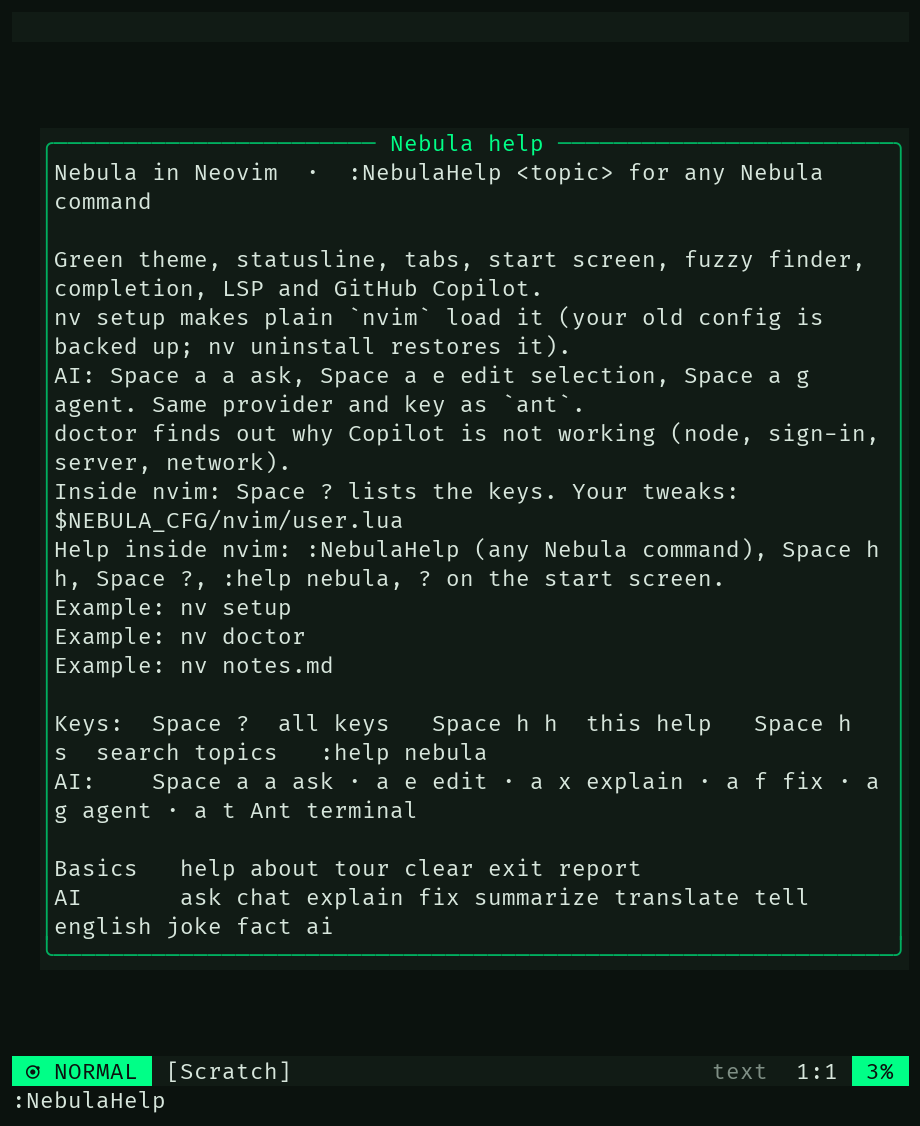 Nebula help
Nebula in Neovim  ·  :NebulaHelp <topic> for any Nebula
command
Green theme, statusline, tabs, start screen, fuzzy finder,
completion, LSP and GitHub Copilot.
nv setup makes plain `nvim` load it (your old config is
backed up; nv uninstall restores it).
AI: Space a a ask, Space a e edit selection, Space a g
agent. Same provider and key as `ant`.
doctor finds out why Copilot is not working (node, sign-in,
server, network).
Inside nvim: Space ? lists the keys. Your tweaks:
$NEBULA_CFG/nvim/user.lua
Help inside nvim: :NebulaHelp (any Nebula command), Space h
h, Space ?, :help nebula, ? on the start screen.
Example: nv setup
Example: nv doctor
Example: nv notes.md
Keys:  Space ?  all keys   Space h h  this help   Space h
s  search topics   :help nebula
AI:    Space a a ask · a e edit · a x explain · a f fix · a
g agent · a t Ant terminal
Basics   help about tour clear exit report
AI       ask chat explain fix summarize translate tell
english joke fact ai
NORMAL [Scratch] text 1:1 3%
:NebulaHelp